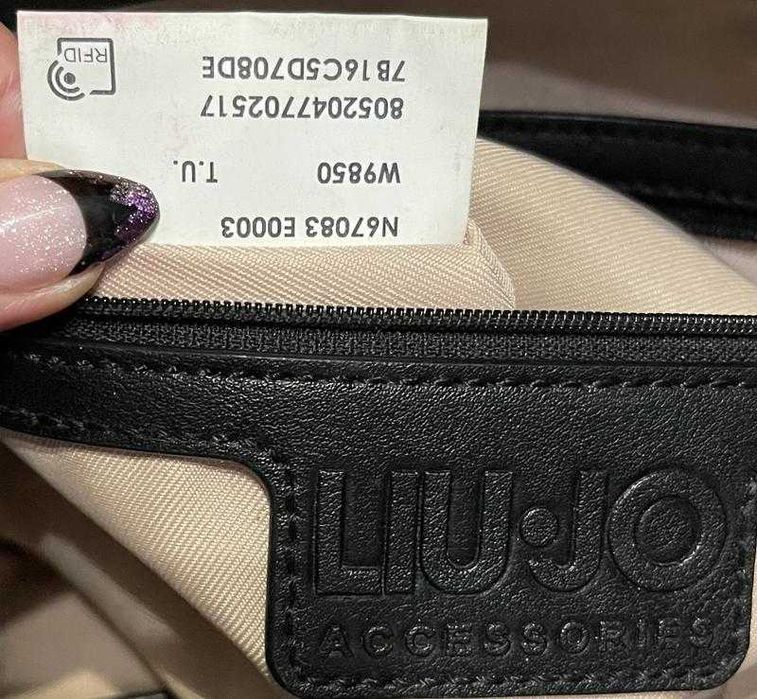 N67083 E0003
W9850 T.U.
8052047702517
7B16C5D708DE
RFID
LIU·JO
ACCESSORIES